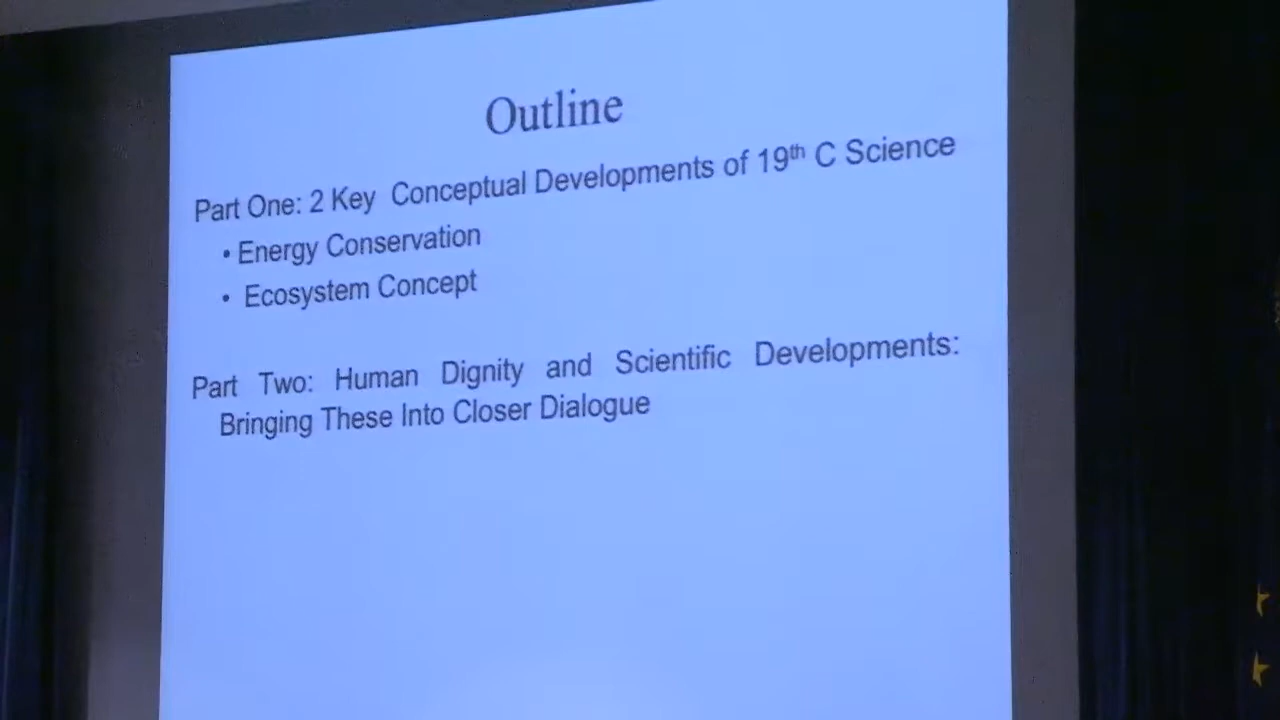 Outline
Part One: 2 Key Conceptual Developments of 19th C Science
• Energy Conservation
• Ecosystem Concept
Part Two: Human Dignity and Scientific Developments:
Bringing These Into Closer Dialogue